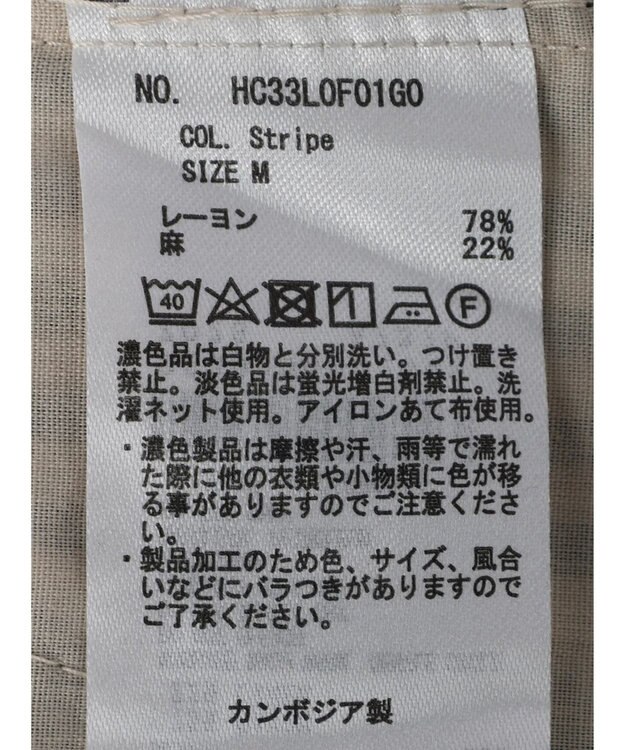 NO. HC33L0F01G0
COL. Stripe
SIZE M
レーヨン 78%
麻 22%
40 F
濃色品は白物と分別洗い。つけ置き
禁止。淡色品は蛍光増白剤禁止。洗
濯ネット使用。アイロンあて布使用。
・濃色製品は摩擦や汗、雨等で濡れ
た際に他の衣類や小物類に色が移
る事がありますのでご注意くださ
い。
・製品加工のため色、サイズ、風合
いなどにバラつきがありますので
ご了承ください。
カンボジア製